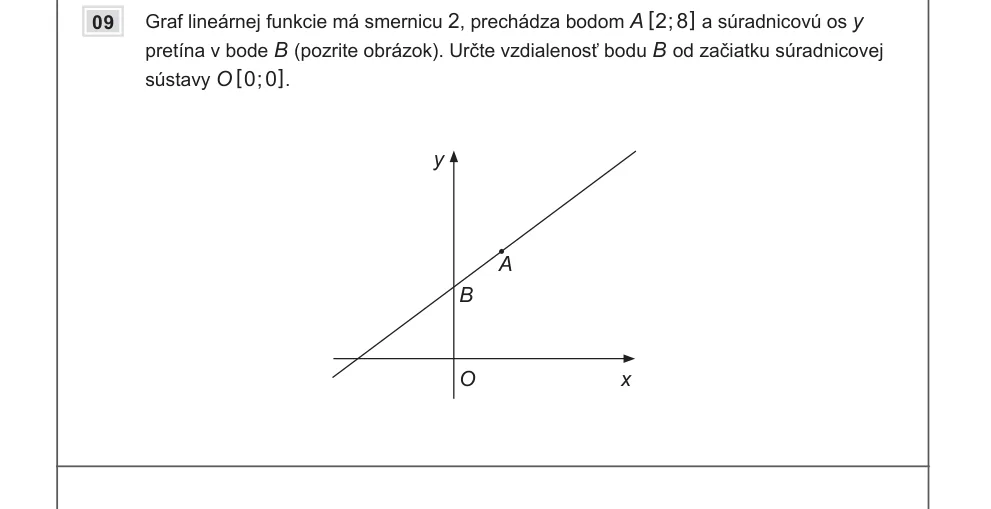 09 Graf lineárnej funkcie má smernicu 2, prechádza bodom A [2; 8] a súradnicovú os y
pretína v bode B (pozrite obrázok). Určte vzdialenosť bodu B od začiatku súradnicovej
sústavy O [0; 0].
y
A
B
O x